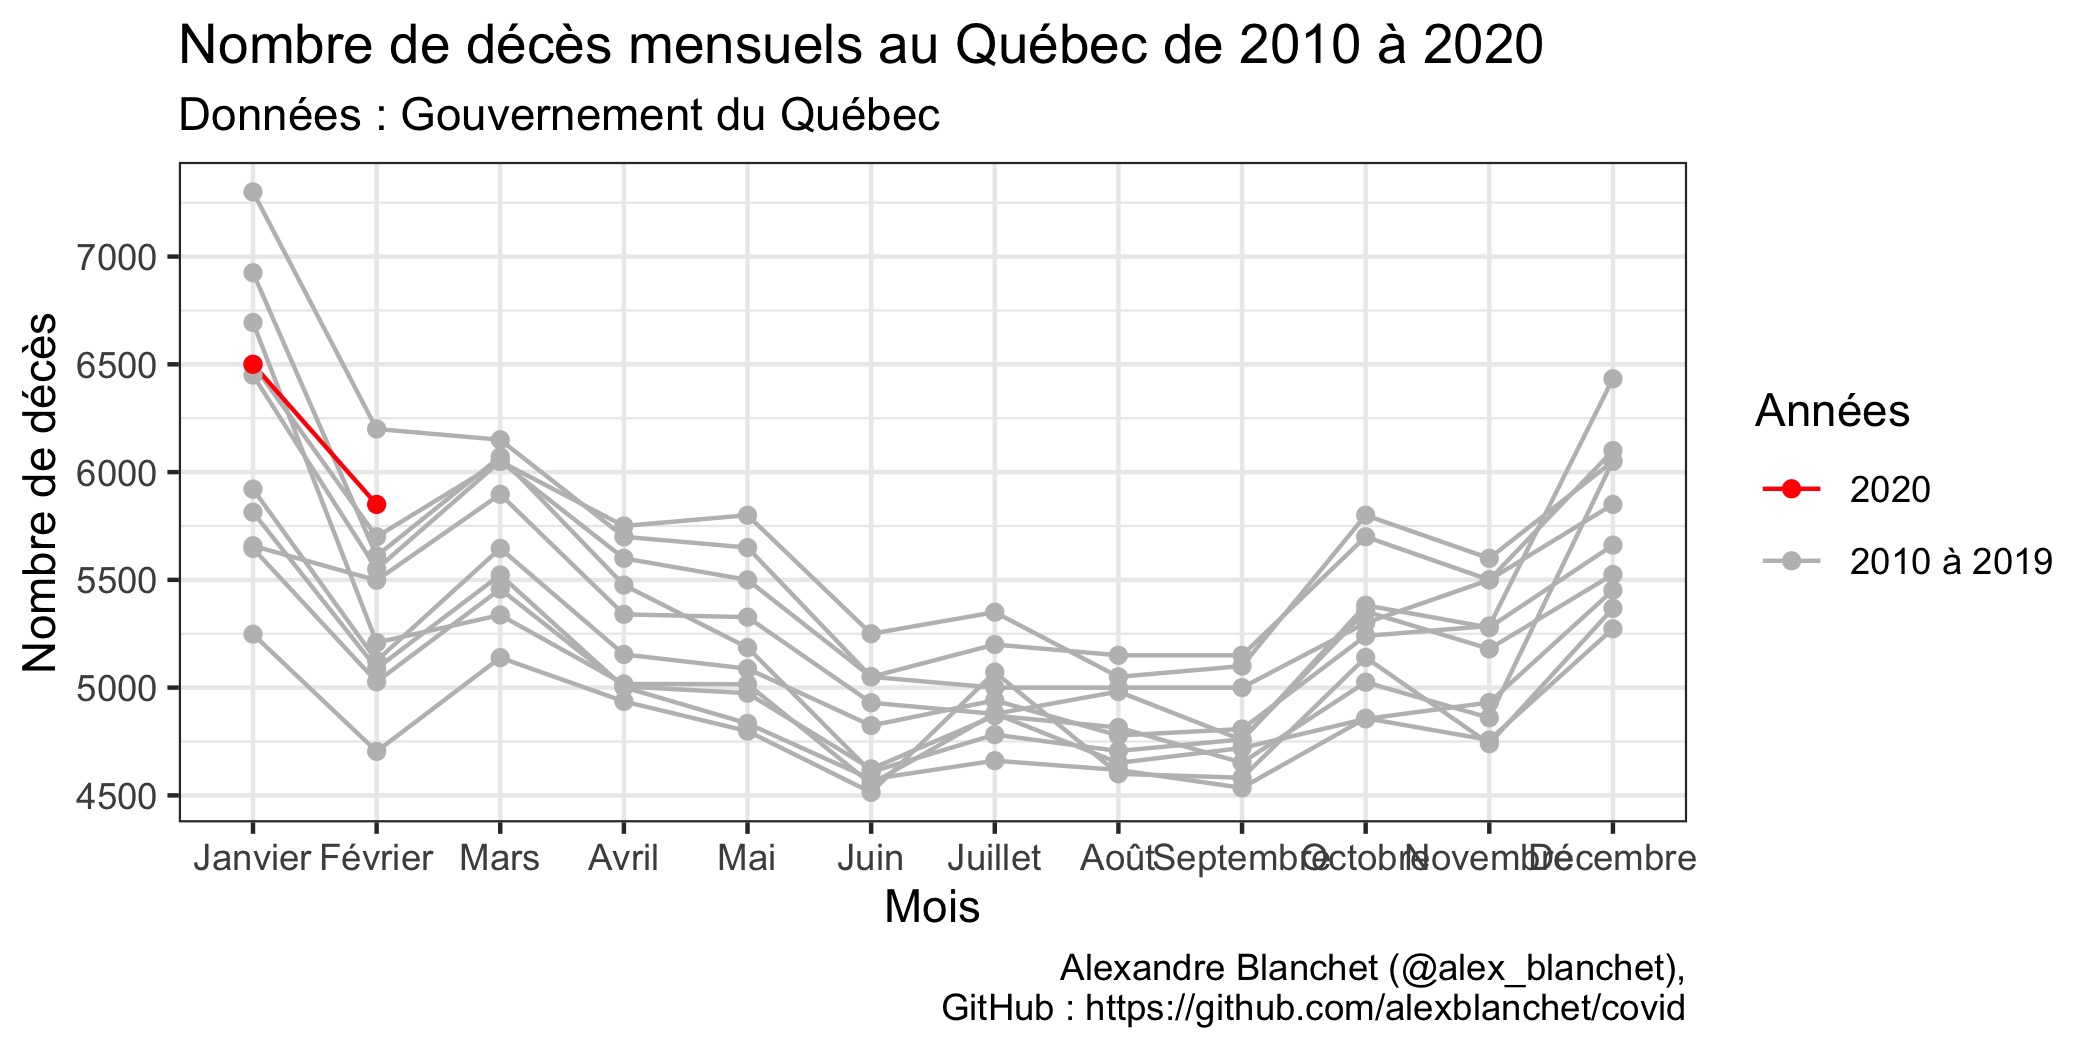 Nombre de décès mensuels au Québec de 2010 à 2020
Données : Gouvernement du Québec
Nombre de décès
7000
6500
6000
5500
5000
4500
Janvier Février Mars Avril Mai Juin Juillet Août Septembre Octobre Novembre Décembre
Mois
Années
2020
2010 à 2019
Alexandre Blanchet (@alex_blanchet),
GitHub : https://github.com/alexblanchet/covid